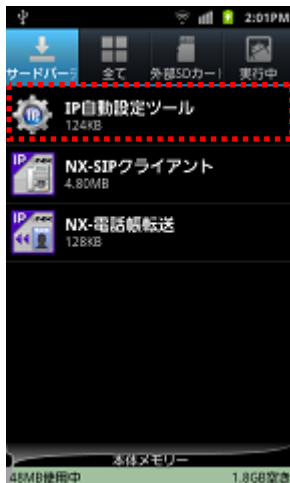 2:01PM
サードパーテ 全て 外部SDカー 実行中
IP
IP自動設定ツール
124KB
IP
NX-SIPクライアント
4.80MB
IP
NX-電話帳転送
128KB
本体メモリー
48MB使用中 1.8GB空き